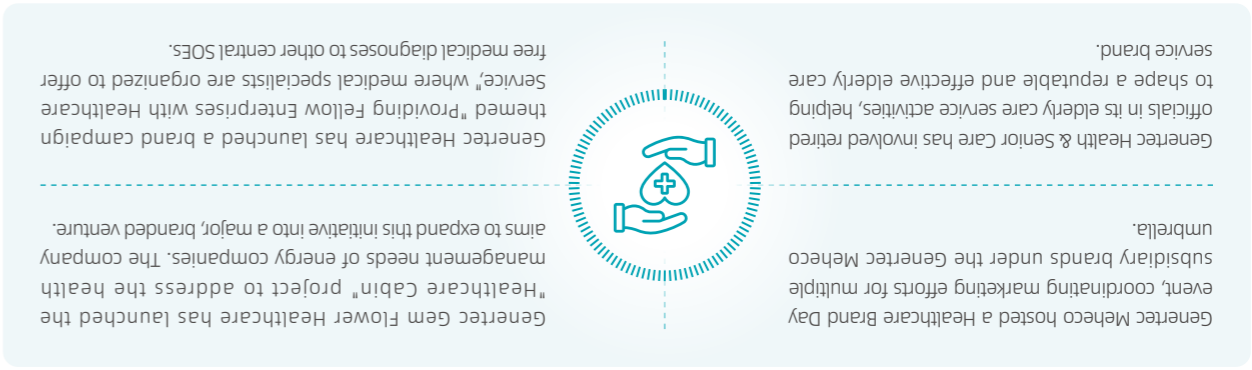 Genertec Meheco hosted a Healthcare Brand Day
event, coordinating marketing efforts for multiple
subsidiary brands under the Genertec Meheco
umbrella.
Genertec Gem Flower Healthcare has launched the
"Healthcare Cabin" project to address the health
management needs of energy companies. The company
aims to expand this initiative into a major, branded venture.
Genertec Health & Senior Care has involved retired
officials in its elderly care service activities, helping
to shape a reputable and effective elderly care
service brand.
Genertec Healthcare has launched a brand campaign
themed "Providing Fellow Enterprises with Healthcare
Service", where medical specialists are organized to offer
free medical diagnoses to other central SOEs.